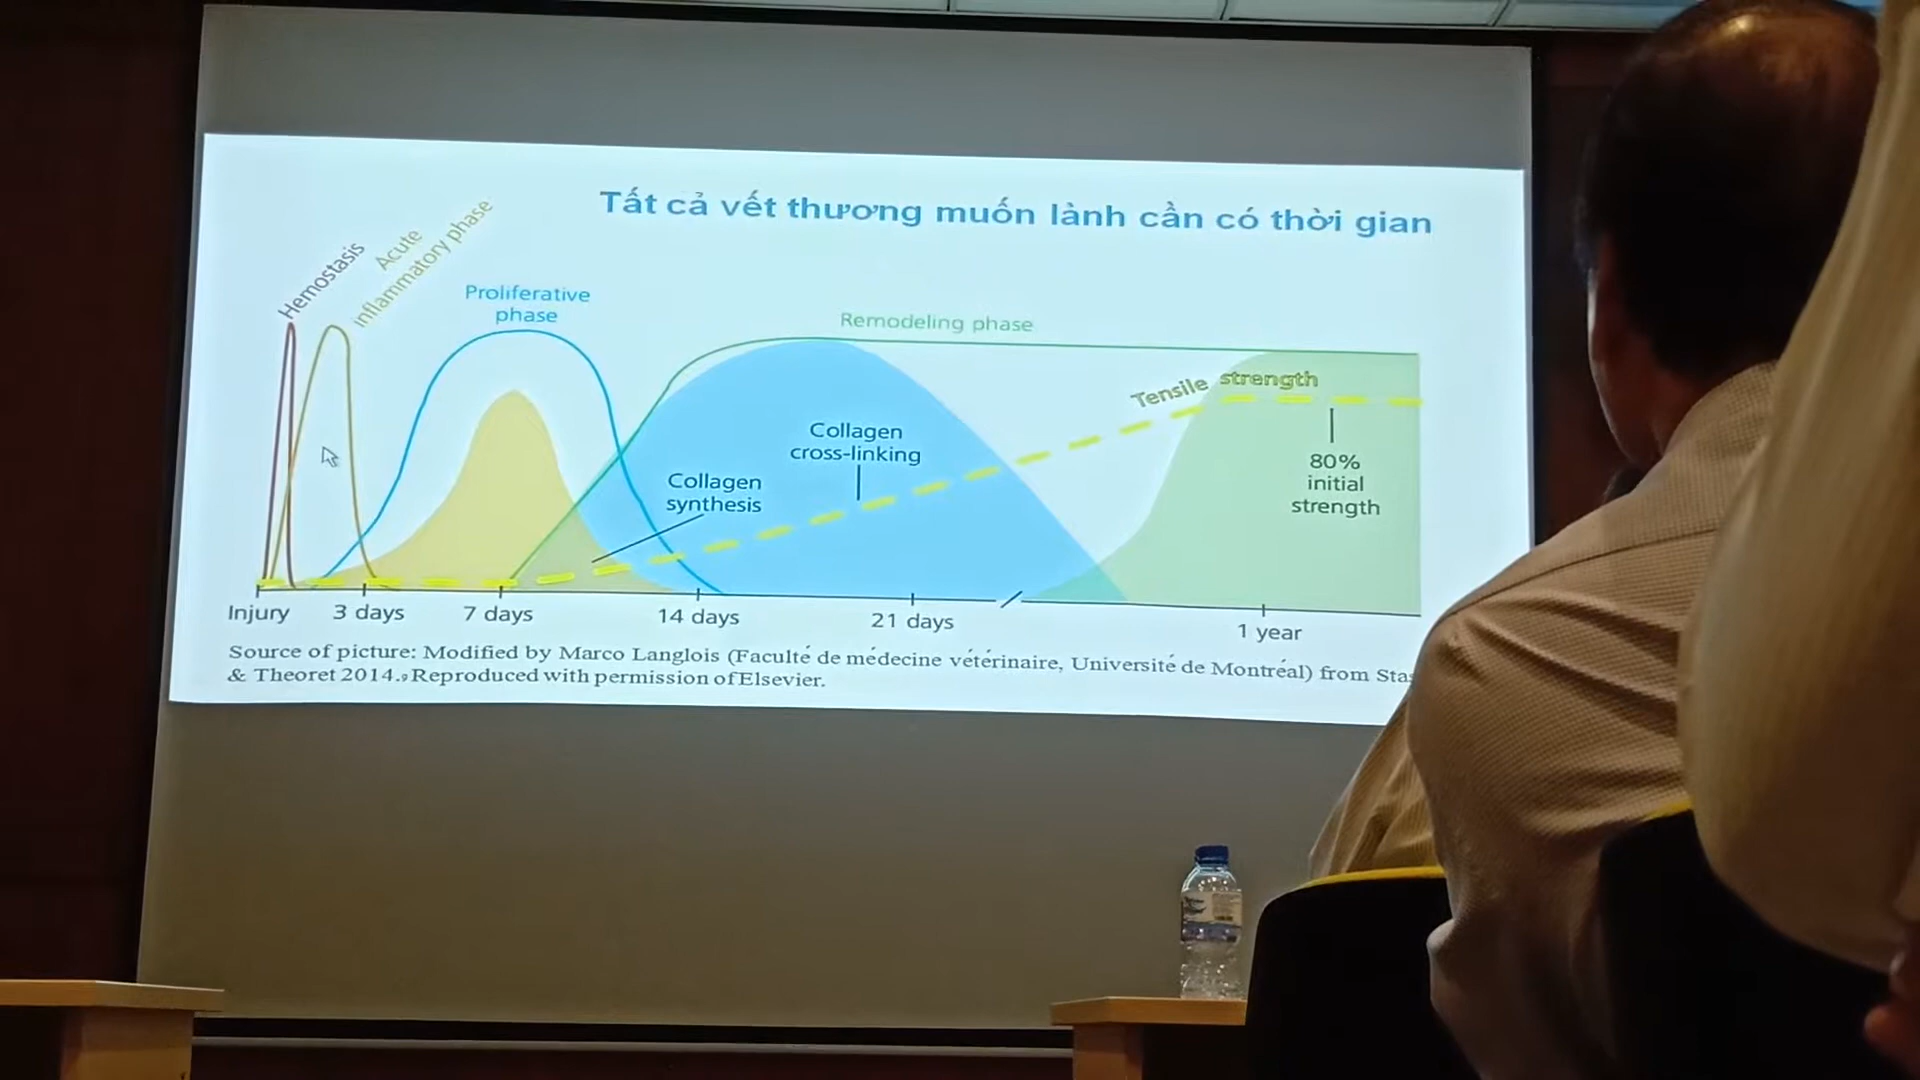 Tất cả vết thương muốn lành cần có thời gian
Hemostasis
Acute
inflammatory phase
Proliferative
phase
Remodeling phase
Tensile strength
Collagen
cross-linking
Collagen
synthesis
80%
initial
strength
Injury
3 days
7 days
14 days
21 days
1 year
Source of picture: Modified by Marco Langlois (Faculté de médecine vétérinaire, Université de Montréal) from
& Theoret 2014.9 Reproduced with permission of Elsevier.